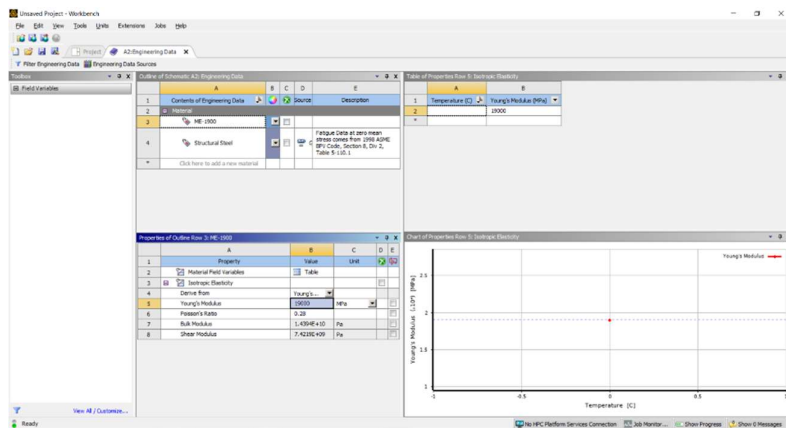 Unsaved Project - Workbench
File Edit View Tools Units Extensions Jobs Help
Project A2:Engineering Data
Filter Engineering Data Engineering Data Sources
Toolbox
Field Variables
View All / Customize...
Outline of Schematic A2: Engineering Data
A B C D E
1 Contents of Engineering Data Source Description
2 Material
3 ME-1900
4 Structural Steel Fatigue Data at zero mean
stress comes from 1998 ASME
BPV Code, Section 8, Div 2,
Table 5-110.1
* Click here to add a new material
Table of Properties Row 5: Isotropic Elasticity
A B
1 Temperature (C) Young's Modulus (MPa)
2 19000
*
Properties of Outline Row 3: ME-1900
A B C D E
1 Property Value Unit
2 Material Field Variables Table
3 Isotropic Elasticity
4 Derive from Young's...
5 Young's Modulus 19000 MPa
6 Poisson's Ratio 0.28
7 Bulk Modulus 1.4394E+10 Pa
8 Shear Modulus 7.4219E+09 Pa
Chart of Properties Row 5: Isotropic Elasticity
Young's Modulus
2.5
2
1.5
1
-1 -0.5 0 0.5 1
Temperature [C]
Ready
No HPC Platform Services Connection Job Monitor... Show Progress Show 0 Messages